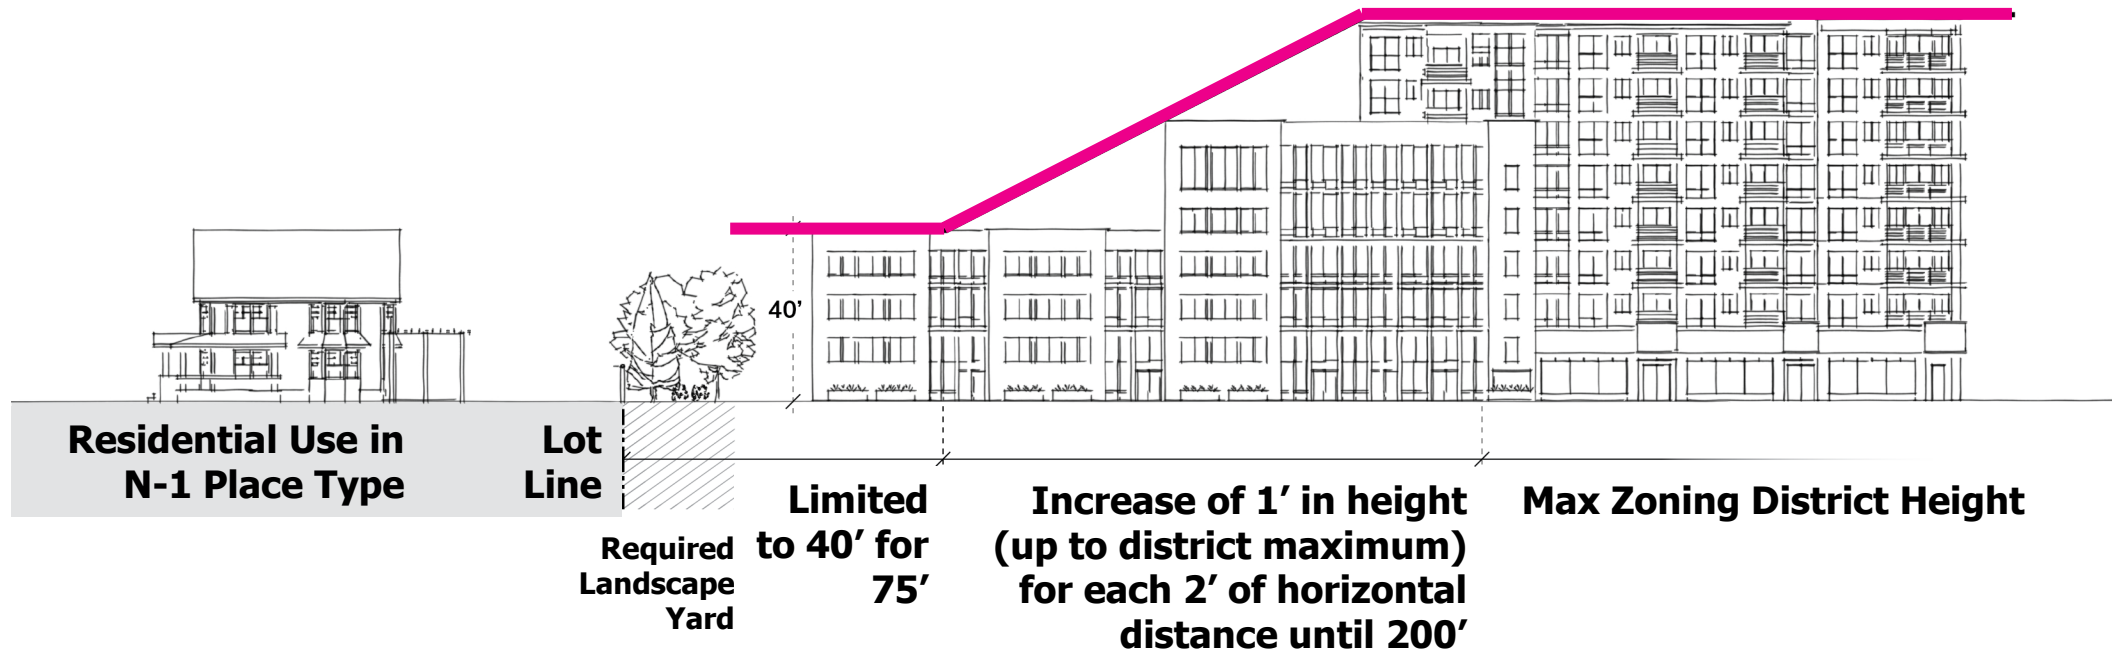 40’
Residential Use in
N-1 Place Type
Lot
Line
Required
Landscape
Yard
Limited
to 40’ for
75’
Increase of 1’ in height
(up to district maximum)
for each 2’ of horizontal
distance until 200’
Max Zoning District Height